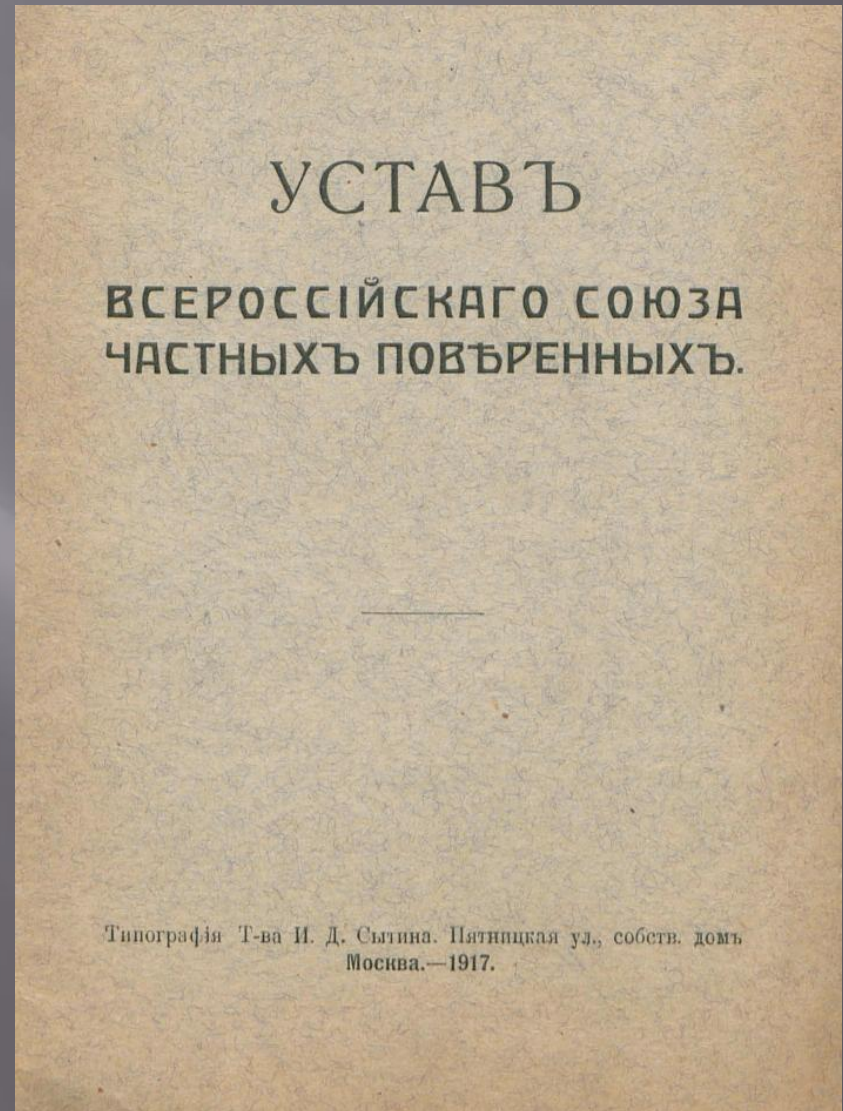 УСТАВЪ
ВСЕРОССІЙСКАГО СОЮЗА
ЧАСТНЫХЪ ПОВѢРЕННЫХЪ.
Типографія Т-ва И. Д. Сытина. Пятницкая ул., собств. домъ
Москва.—1917.